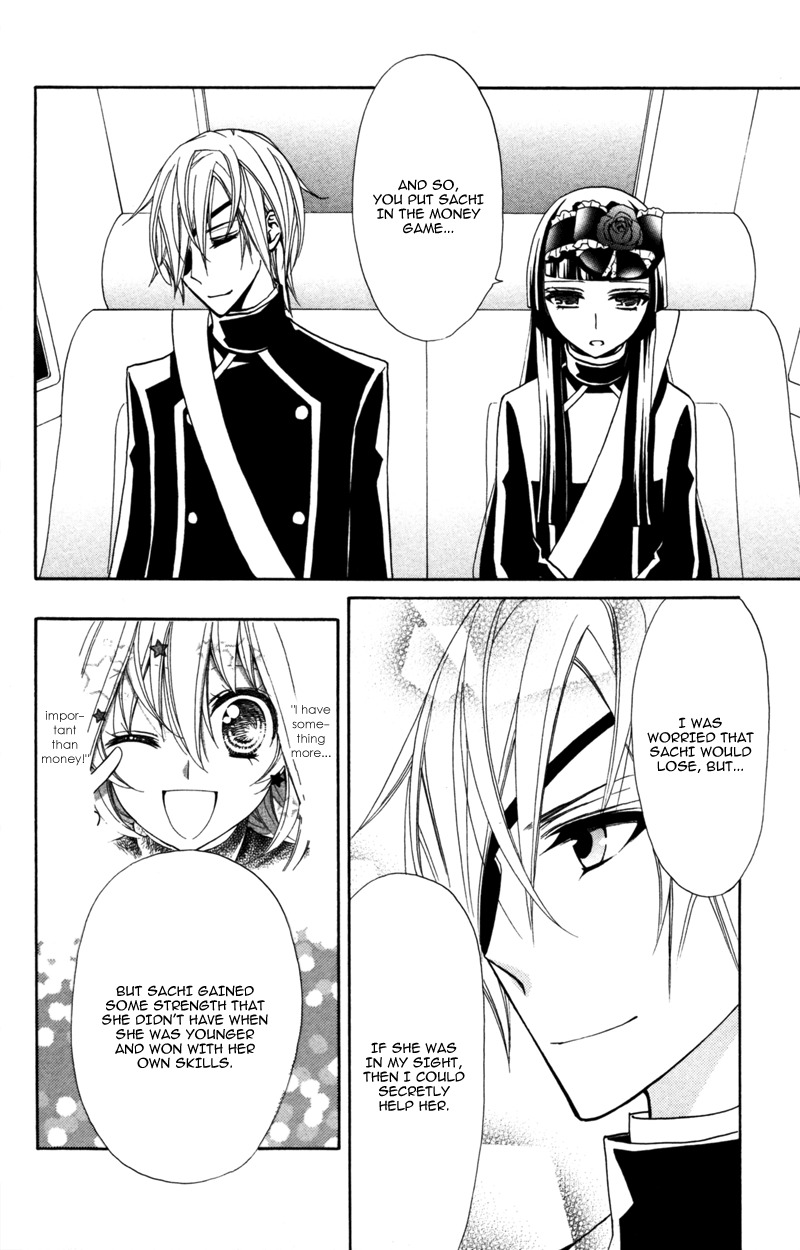 AND SO,
YOU PUT SACHI
IN THE MONEY
GAME...
I WAS
WORRIED THAT
SACHI WOULD
LOSE, BUT...
IF SHE WAS
IN MY SIGHT,
THEN I COULD
SECRETLY
HELP HER.
"I have
some-
thing
more...
impor-
tant
than
money!"
BUT SACHI GAINED
SOME STRENGTH THAT
SHE DIDN'T HAVE WHEN
SHE WAS YOUNGER
AND WON WITH HER
OWN SKILLS.